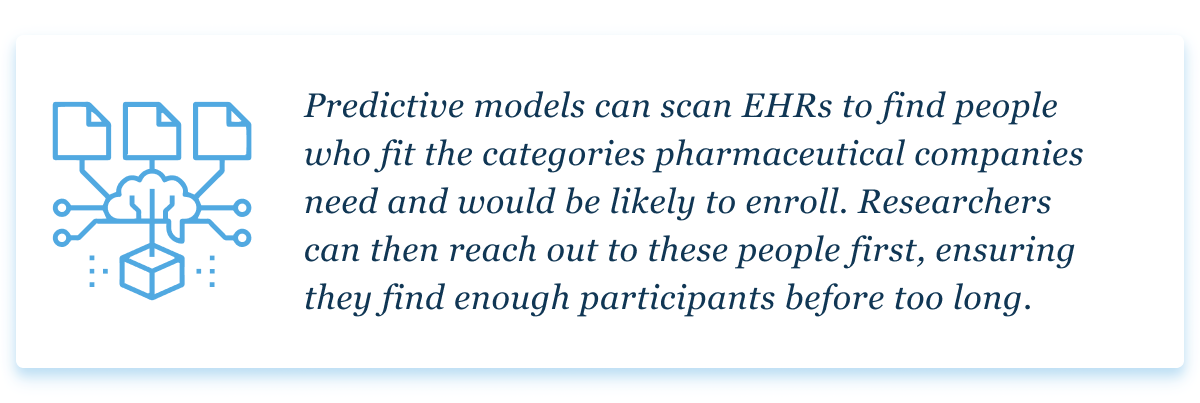 Predictive models can scan EHRs to find people
who fit the categories pharmaceutical companies
need and would be likely to enroll. Researchers
can then reach out to these people first, ensuring
they find enough participants before too long.